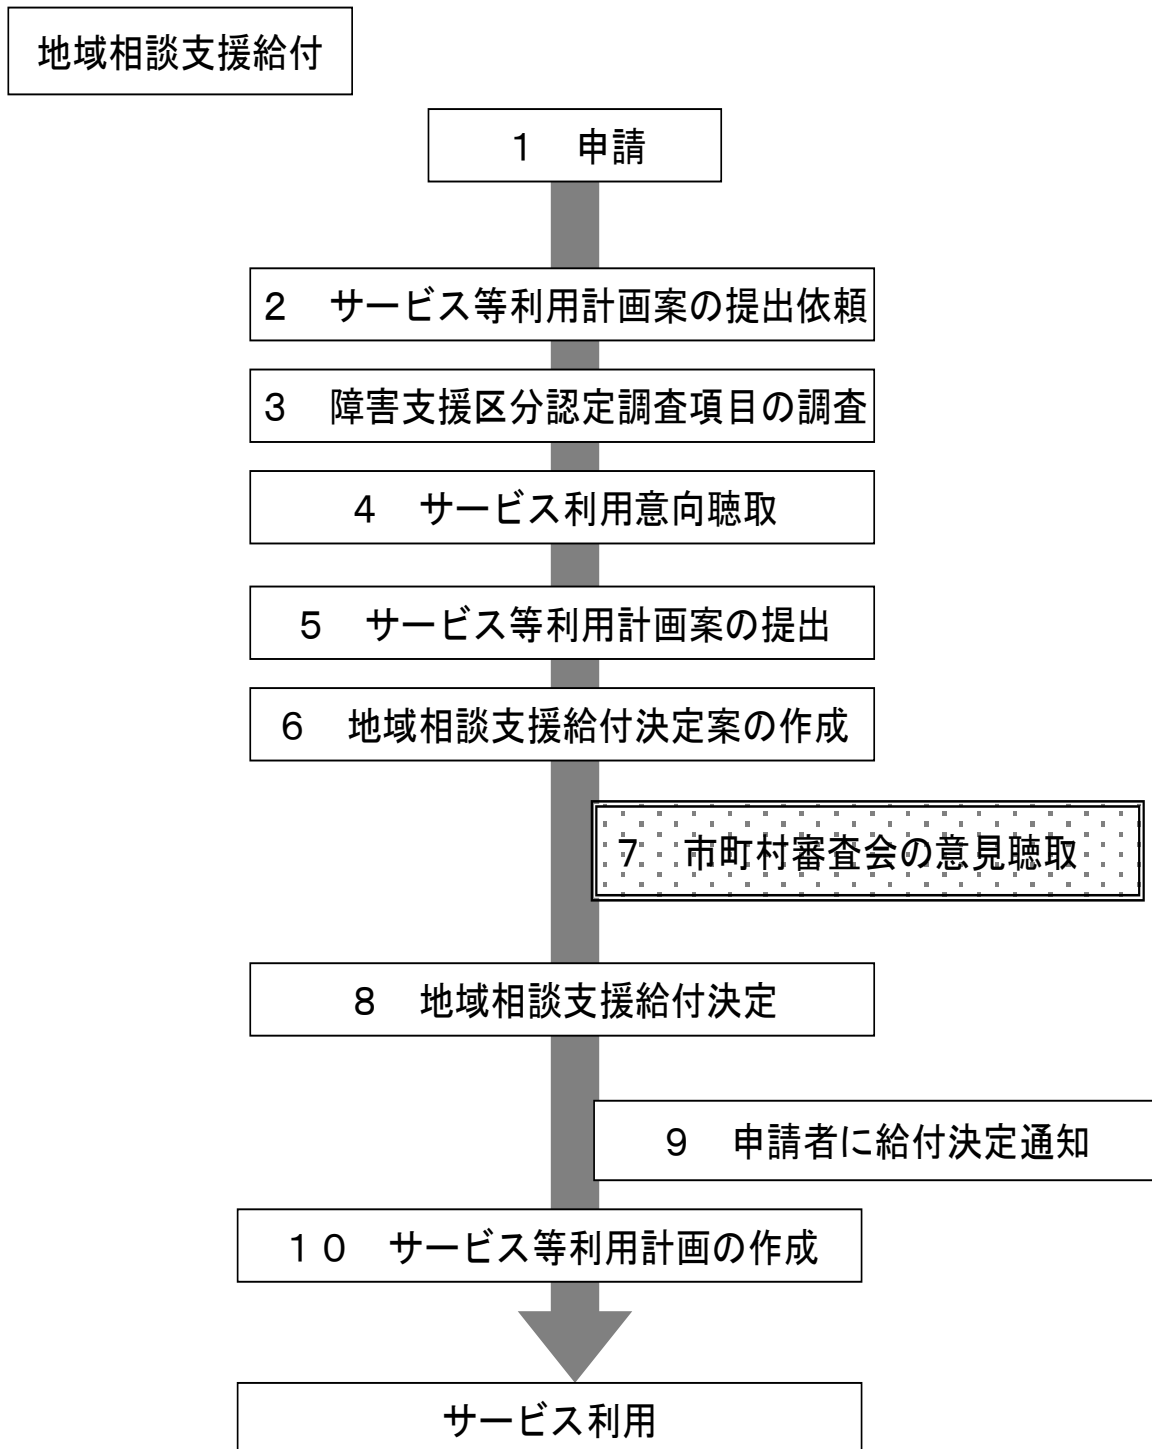 地域相談支援給付
1　申請
2　サービス等利用計画案の提出依頼
3　障害支援区分認定調査項目の調査
4　サービス利用意向聴取
5　サービス等利用計画案の提出
6　地域相談支援給付決定案の作成
7　市町村審査会の意見聴取
8　地域相談支援給付決定
9　申請者に給付決定通知
１０　サービス等利用計画の作成
サービス利用